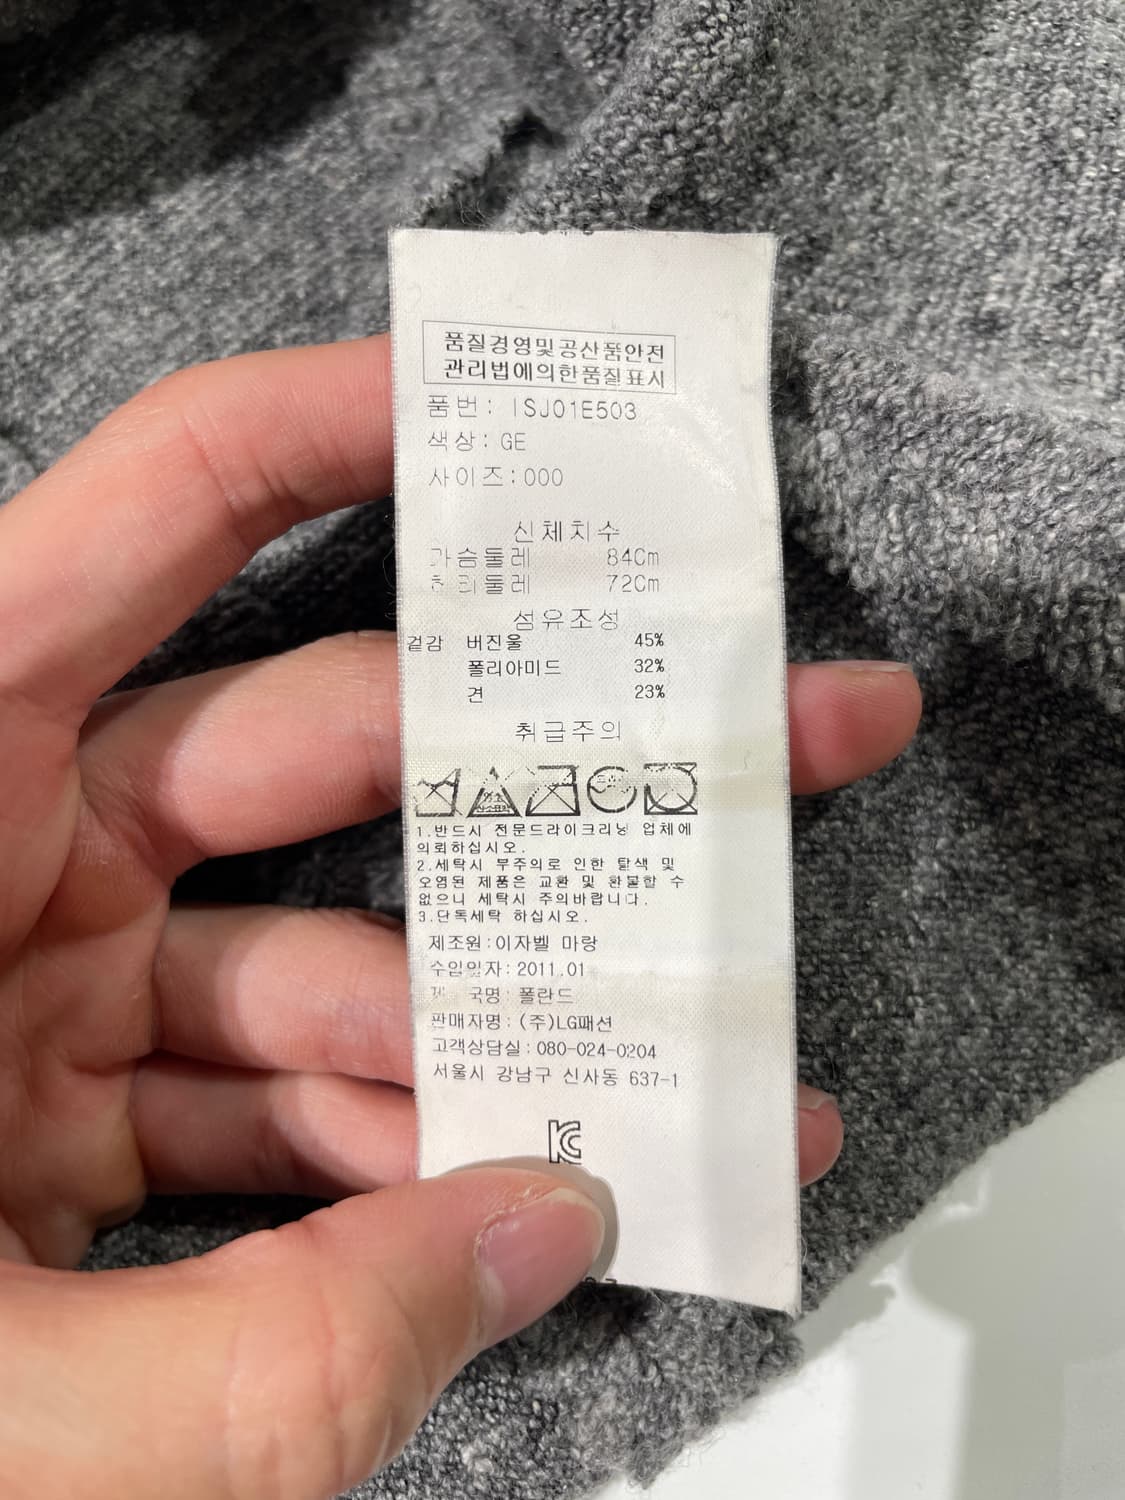 품질경영및공산품안전
관리법에의한품질표시
품번: ISJ01E503
색상: GE
사이즈:000
신체치수
가슴둘레 84Cm
허리둘레 72Cm
섬유조성
겉감 버진울 45%
폴리아미드 32%
견 23%
취급주의
산소표백
1.반드시 전문드라이크리닝 업체에
의뢰하십시오.
2.세탁시 부주의로 인한 탈색 및
오염된 제품은 교환 및 환불할 수
없으니 세탁시 주의바랍니다.
3.단독세탁 하십시오.
제조원:이자벨 마랑
수입일자: 2011.01
국명: 폴란드
판매자명: (주)LG패션
고객상담실: 080-024-0204
서울시 강남구 신사동 637-1
KC